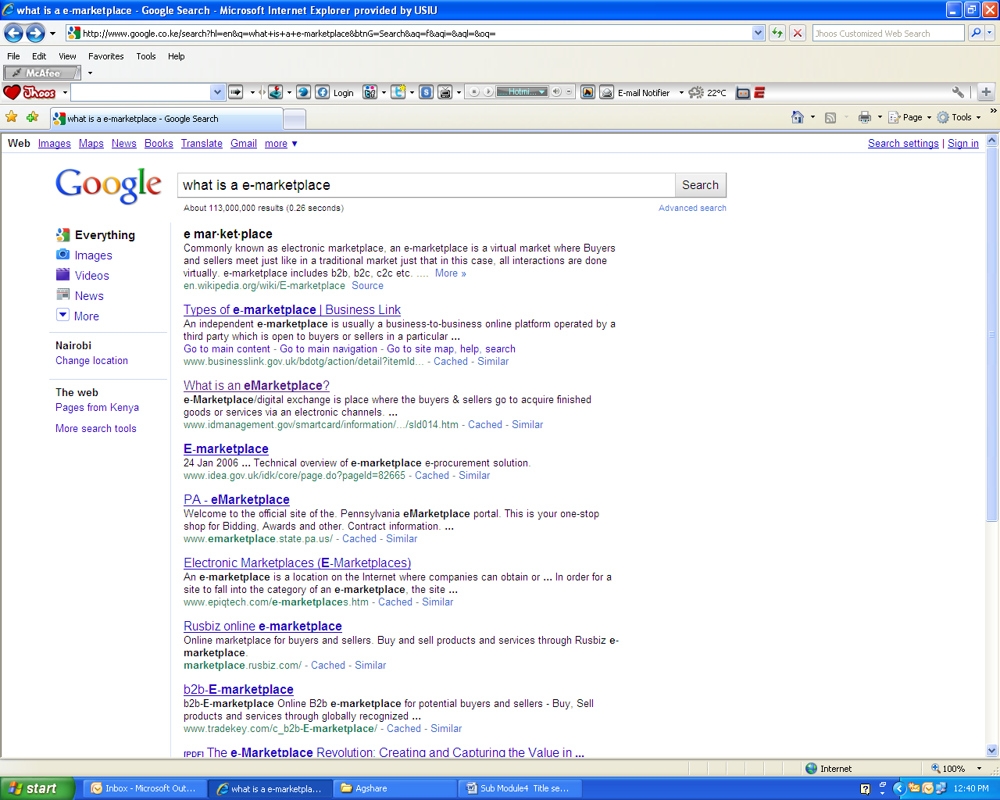 what is a e-marketplace - Google Search - Microsoft Internet Explorer provided by USIU
http://www.google.co.ke/search?hl=en&q=what+is+a+e-marketplace&btnG=Search&aq=f&aqi=&aql=&oq=
Jhoos Customized Web Search
File Edit View Favorites Tools Help
McAfee
Jhoos Login Hotmi... E-mail Notifier 22°C
what is a e-marketplace - Google Search
Page Tools
Web Images Maps News Books Translate Gmail more ▼
Search settings | Sign in
Google
what is a e-marketplace
Search
About 113,000,000 results (0.26 seconds)
Advanced search
Everything
Images
Videos
News
More
Nairobi
Change location
The web
Pages from Kenya
More search tools
e mar·ket·place
Commonly known as electronic marketplace, an e-marketplace is a virtual market where Buyers
and sellers meet just like in a traditional market just that in this case, all interactions are done
virtually. e-marketplace includes b2b, b2c, c2c etc. .... More »
en.wikipedia.org/wiki/E-marketplace Source
Types of e-marketplace | Business Link
An independent e-marketplace is usually a business-to-business online platform operated by a
third party which is open to buyers or sellers in a particular ...
Go to main content - Go to main navigation - Go to site map, help, search
www.businesslink.gov.uk/bdotg/action/detail?itemId... - Cached - Similar
What is an eMarketplace?
e-Marketplace/digital exchange is place where the buyers & sellers go to acquire finished
goods or services via an electronic channels. ...
www.idmanagement.gov/smartcard/information/.../sld014.htm - Cached - Similar
E-marketplace
24 Jan 2006 ... Technical overview of e-marketplace e-procurement solution.
www.idea.gov.uk/idk/core/page.do?pageId=82665 - Cached - Similar
PA - eMarketplace
Welcome to the official site of the. Pennsylvania eMarketplace portal. This is your one-stop
shop for Bidding, Awards and other. Contract information. ...
www.emarketplace.state.pa.us/ - Cached - Similar
Electronic Marketplaces (E-Marketplaces)
An e-marketplace is a location on the Internet where companies can obtain or ... In order for a
site to fall into the category of an e-marketplace, the site ...
www.epiqtech.com/e-marketplaces.htm - Cached - Similar
Rusbiz online e-marketplace
Online marketplace for buyers and sellers. Buy and sell products and services through Rusbiz e-
marketplace.
marketplace.rusbiz.com/ - Cached - Similar
b2b-E-marketplace
b2b-E-marketplace Online B2b e-marketplace for potential buyers and sellers - Buy, Sell
products and services through globally recognized ...
www.tradekey.com/c_b2b-E-marketplace/ - Cached - Similar
[PDF] The e-Marketplace Revolution: Creating and Capturing the Value in ...
Internet 100%
start Inbox - Microsoft Out... what is a e-marketpla... Agshare Sub Module4 Title se... 12:40 PM